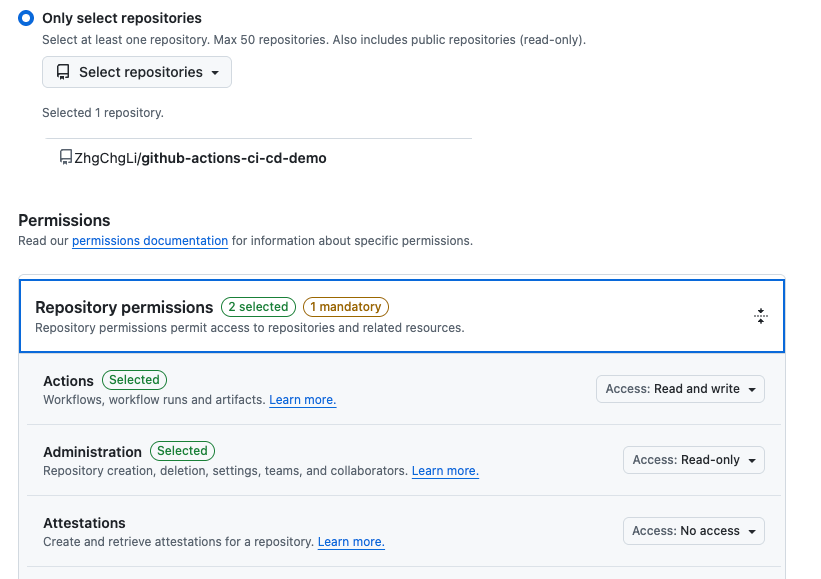 Only select repositories
Select at least one repository. Max 50 repositories. Also includes public repositories (read-only).
Select repositories
Selected 1 repository.
ZhgChgLi/github-actions-ci-cd-demo
Permissions
Read our permissions documentation for information about specific permissions.
Repository permissions 2 selected 1 mandatory
Repository permissions permit access to repositories and related resources.
Actions Selected
Workflows, workflow runs and artifacts. Learn more.
Access: Read and write
Administration Selected
Repository creation, deletion, settings, teams, and collaborators. Learn more.
Access: Read-only
Attestations
Create and retrieve attestations for a repository. Learn more.
Access: No access